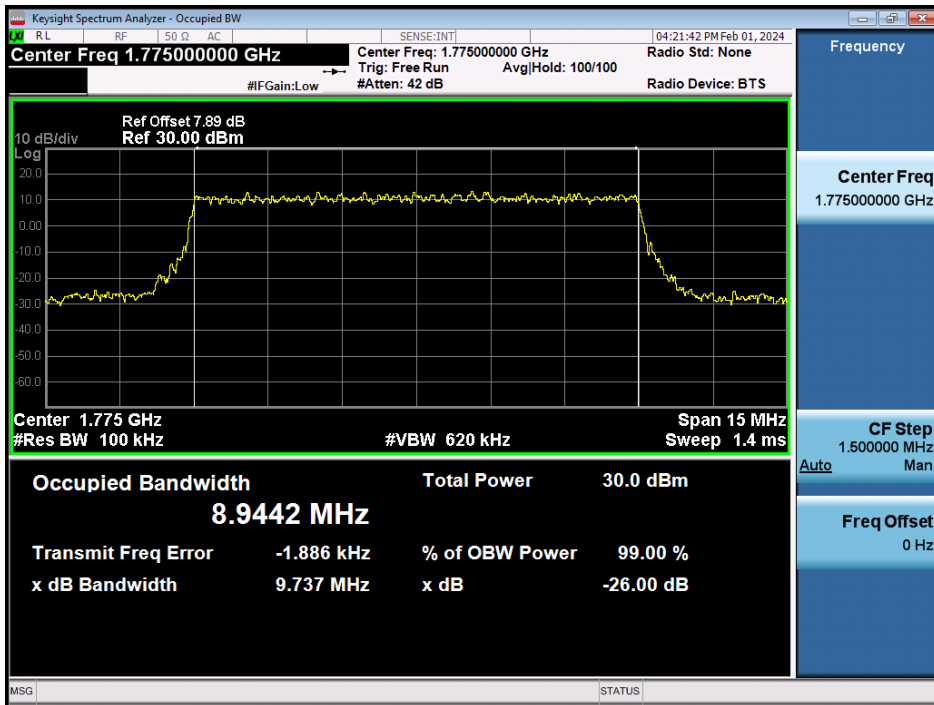 Keysight Spectrum Analyzer - Occupied BW
LXI RL RF 50 Ω AC SENSE:INT 04:21:42 PM Feb 01, 2024
Center Freq 1.775000000 GHz
Center Freq: 1.775000000 GHz Radio Std: None
Trig: Free Run Avg|Hold: 100/100
#IFGain:Low #Atten: 42 dB Radio Device: BTS
Ref Offset 7.89 dB
10 dB/div Ref 30.00 dBm
Log
20.0
10.0
0.00
-10.0
-20.0
-30.0
-40.0
-50.0
-60.0
Center 1.775 GHz Span 15 MHz
#Res BW 100 kHz #VBW 620 kHz Sweep 1.4 ms
Occupied Bandwidth Total Power 30.0 dBm
8.9442 MHz
Transmit Freq Error -1.886 kHz % of OBW Power 99.00 %
x dB Bandwidth 9.737 MHz x dB -26.00 dB
MSG STATUS
Frequency
Center Freq
1.775000000 GHz
CF Step
1.500000 MHz
Auto Man
Freq Offset
0 Hz